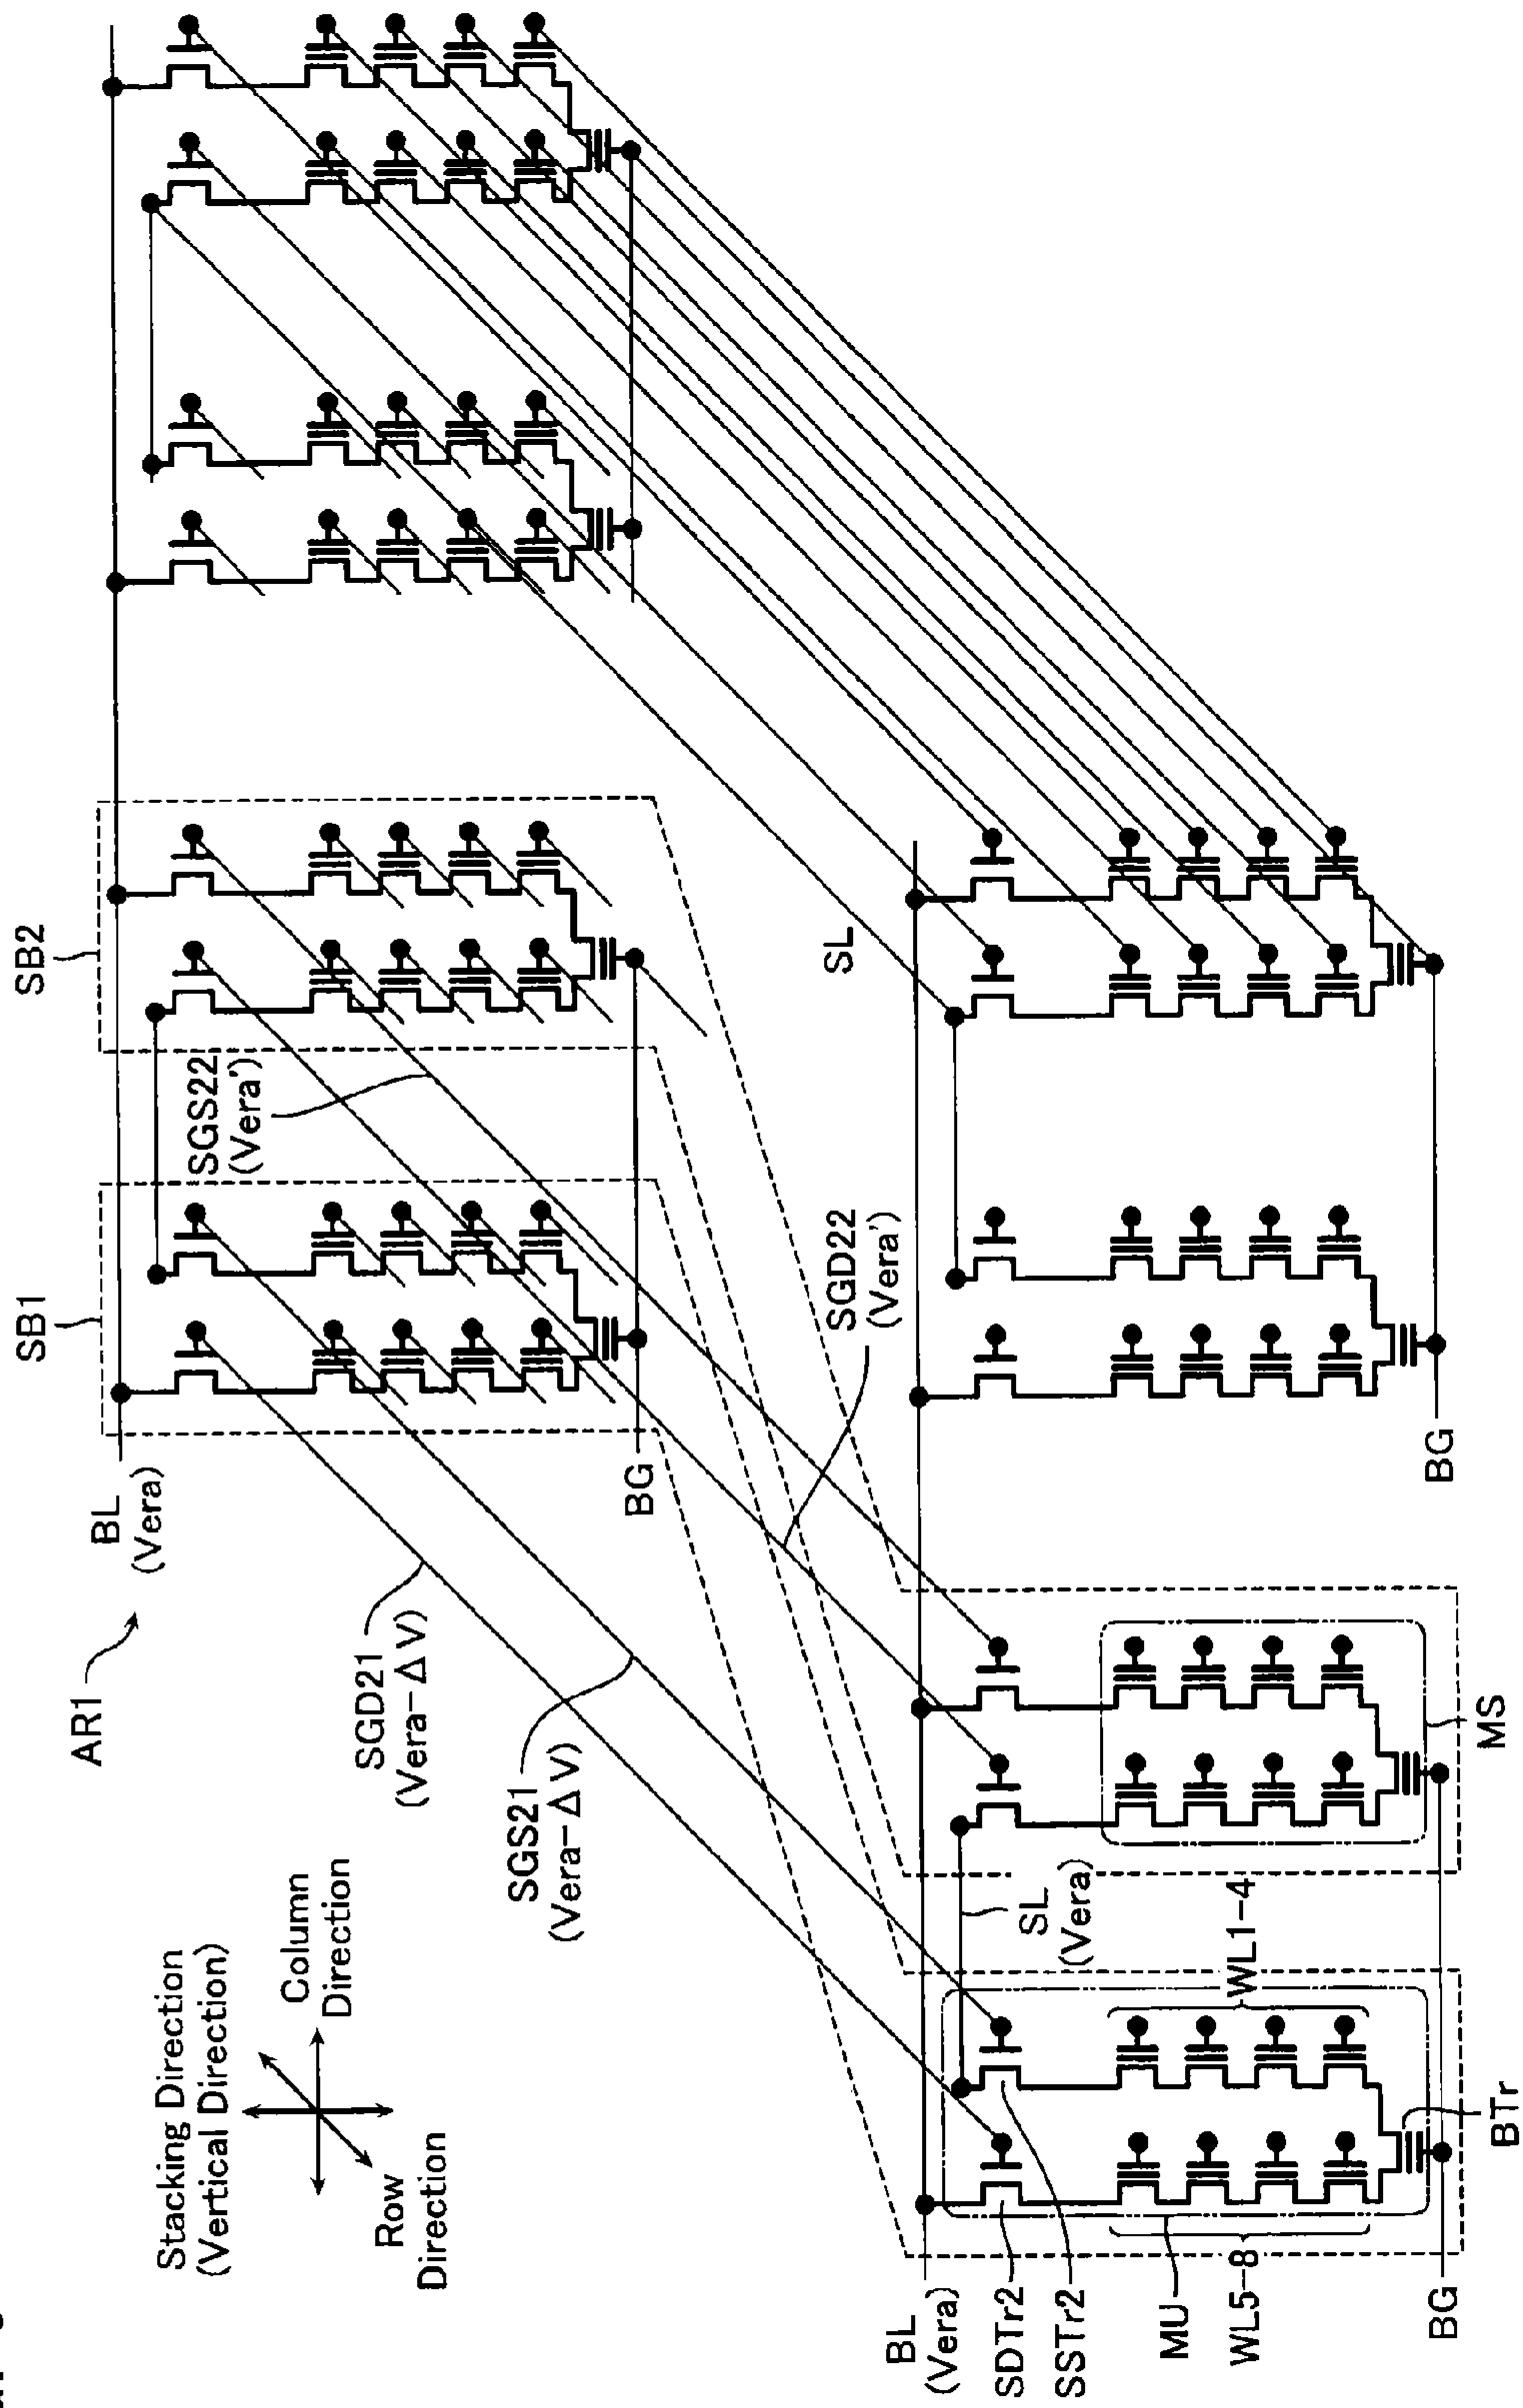 AR1
BL
(Vera)
SB1
SB2
Stacking Direction
(Vertical Direction)
Column
Direction
Row
Direction
SGD21
(Vera-ΔV)
SGS21
(Vera-ΔV)
SGS22
(Vera')
BG
SGD22
(Vera')
SL
BL
(Vera)
SDTr2
SSTr2
MU
WL5-8
BG
SL
(Vera)
WL1-4
BTr
MS
BG